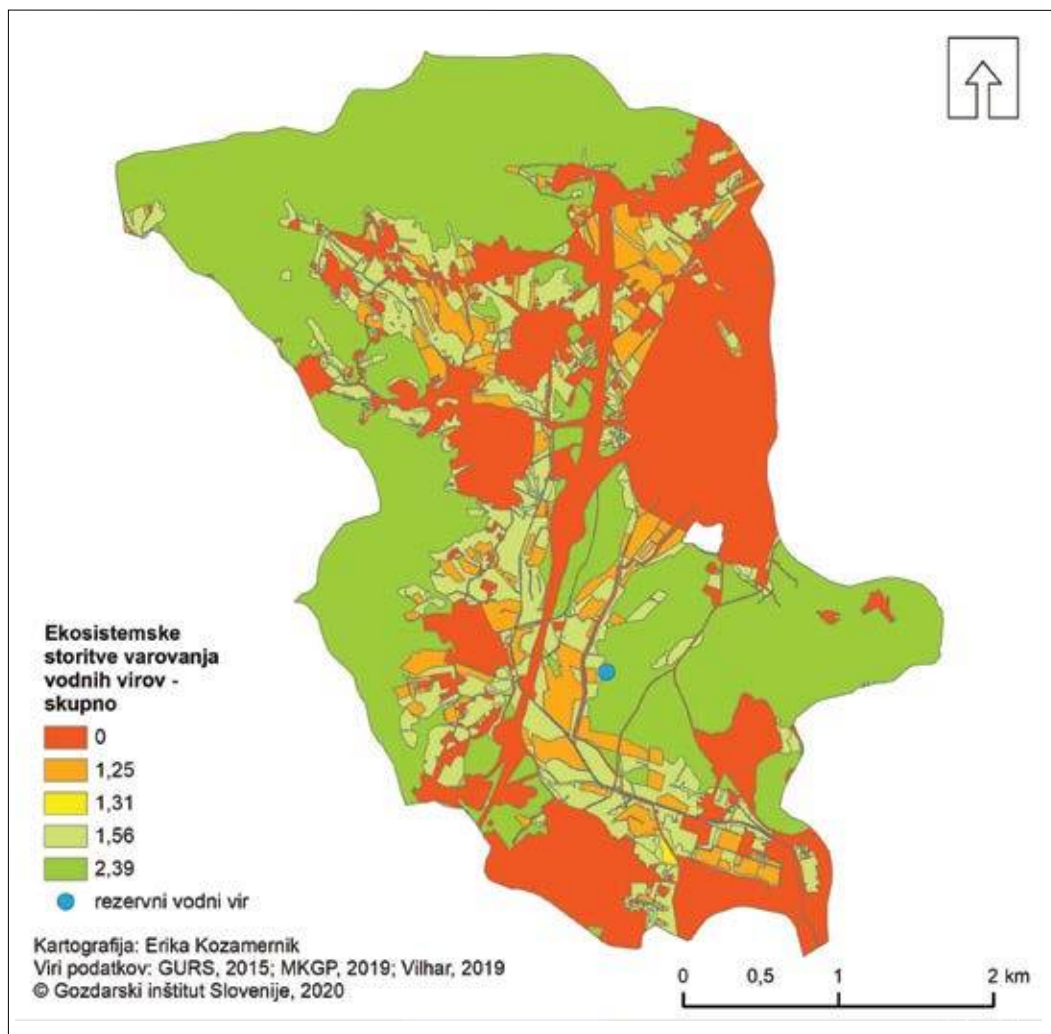 Ekosistemske
storitve varovanja
vodnih virov -
skupno
0
1,25
1,31
1,56
2,39
rezervni vodni vir
Kartografija: Erika Kozamernik
Viri podatkov: GURS, 2015; MKGP, 2019; Vilhar, 2019
© Gozdarski inštitut Slovenije, 2020
0 0,5 1 2 km